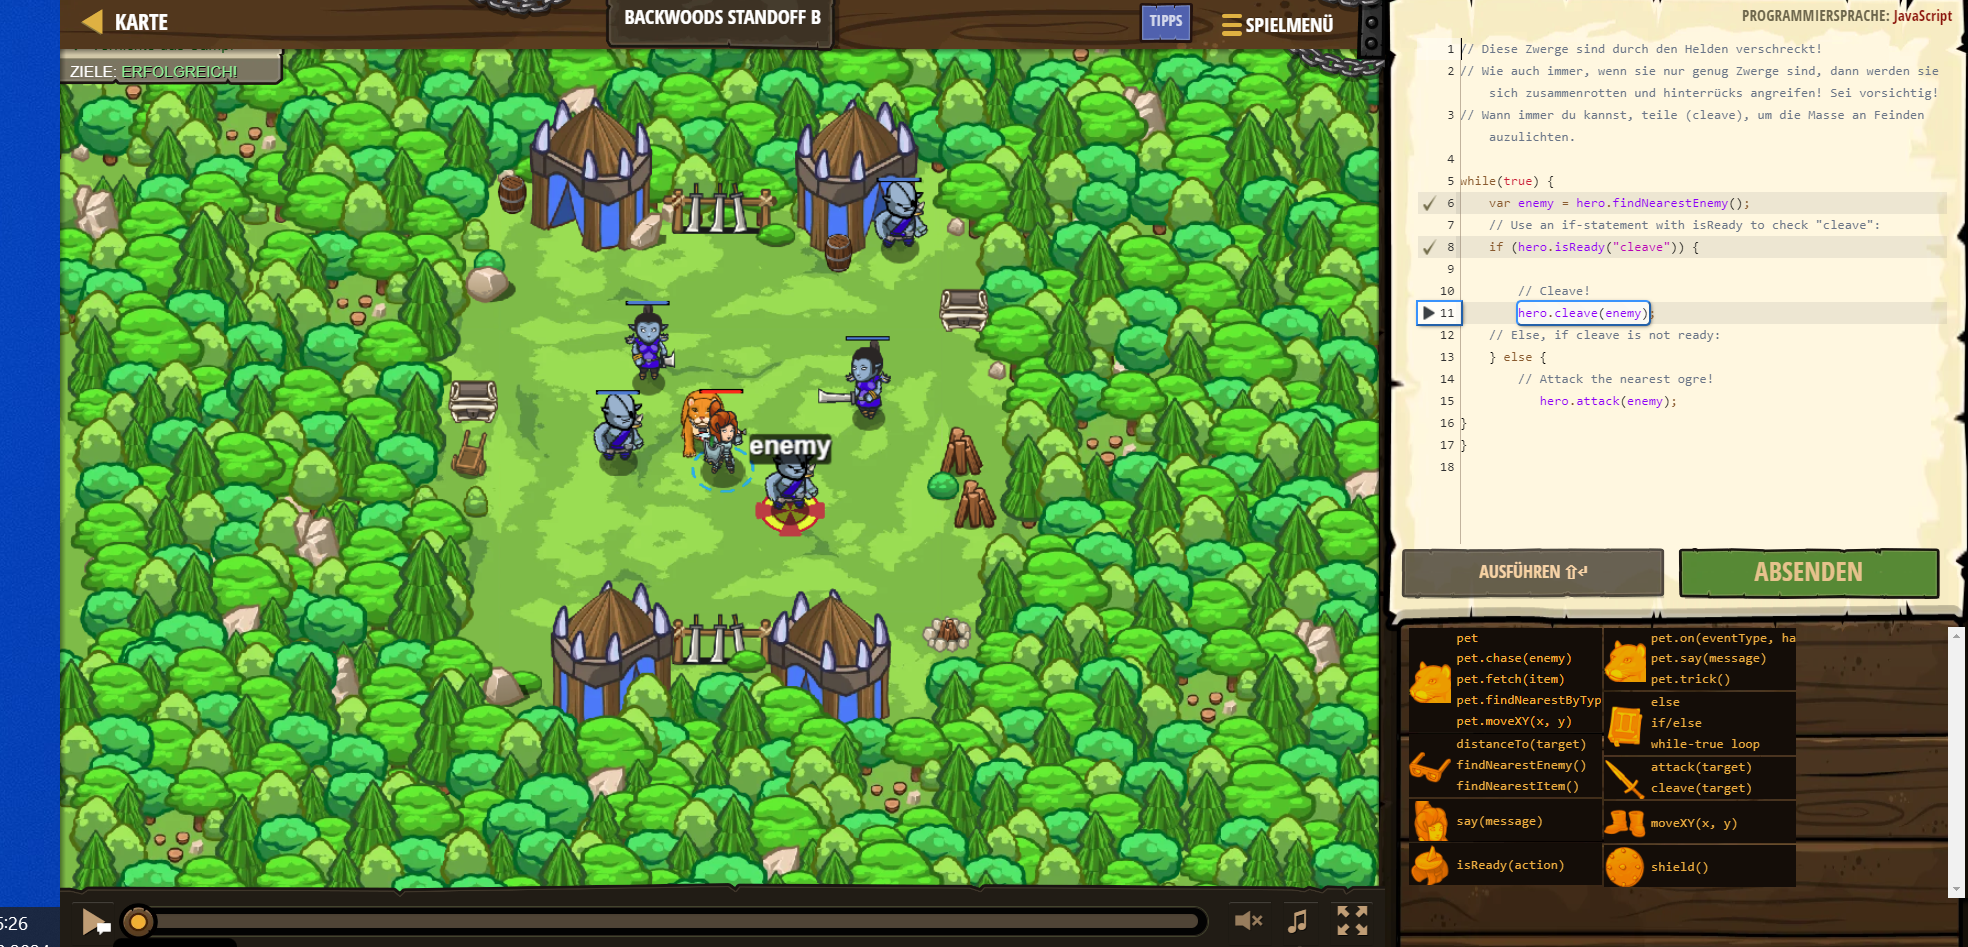 KARTE
BACKWOODS STANDOFF B
TIPPS
SPIELMENÜ
ZIELE: ERFOLGREICH!
enemy
5:26
PROGRAMMIERSPRACHE: JavaScript
1 // Diese Zwerge sind durch den Helden verschreckt!
2 // Wie auch immer, wenn sie nur genug Zwerge sind, dann werden sie
sich zusammenrotten und hinterrücks angreifen! Sei vorsichtig!
3 // Wann immer du kannst, teile (cleave), um die Masse an Feinden
auzulichten.
4
5 while(true) {
6 var enemy = hero.findNearestEnemy();
7 // Use an if-statement with isReady to check "cleave":
8 if (hero.isReady("cleave")) {
9
10 // Cleave!
11 hero.cleave(enemy);
12 // Else, if cleave is not ready:
13 } else {
14 // Attack the nearest ogre!
15 hero.attack(enemy);
16 }
17 }
18
AUSFÜHREN ⇧↵
ABSENDEN
pet
pet.chase(enemy)
pet.fetch(item)
pet.findNearestByTyp
pet.moveXY(x, y)
distanceTo(target)
findNearestEnemy()
findNearestItem()
say(message)
isReady(action)
pet.on(eventType, ha
pet.say(message)
pet.trick()
else
if/else
while-true loop
attack(target)
cleave(target)
moveXY(x, y)
shield()